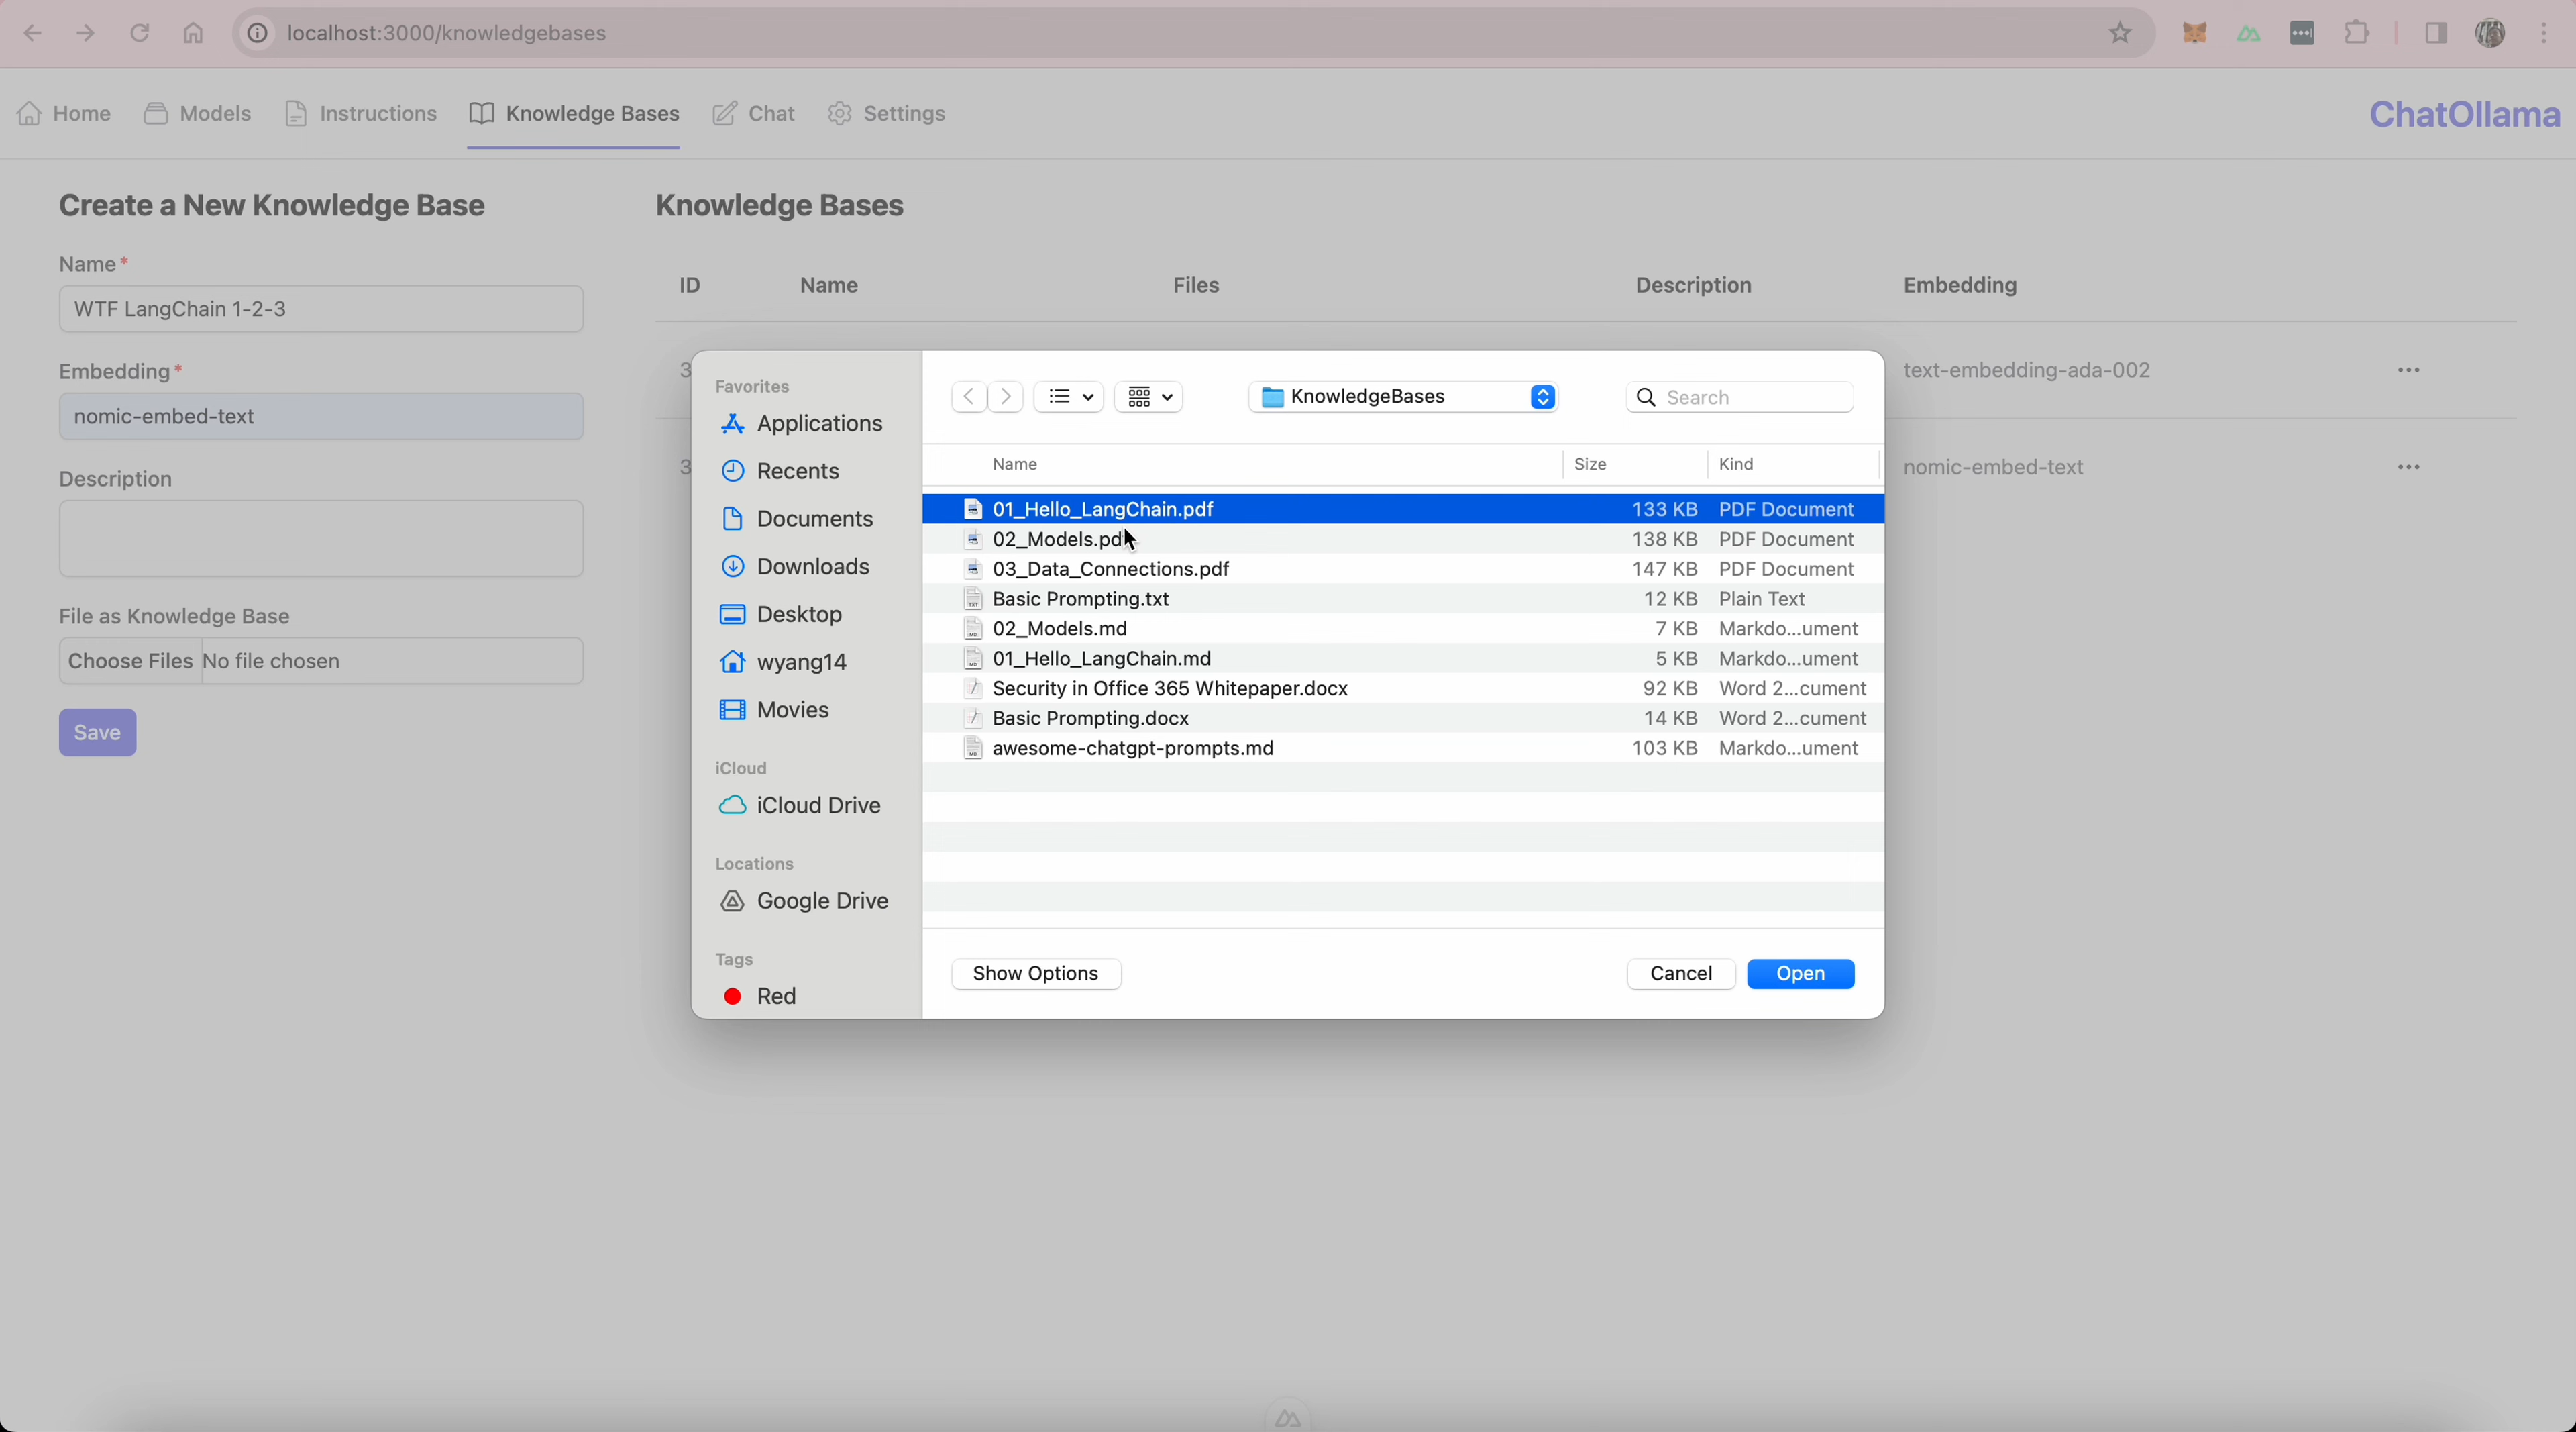 localhost:3000/knowledgebases
Home Models Instructions Knowledge Bases Chat Settings ChatOllama
Create a New Knowledge Base
Name*
WTF LangChain 1-2-3
Embedding*
nomic-embed-text
Description
File as Knowledge Base
Choose Files No file chosen
Save
Knowledge Bases
ID Name Files Description Embedding
3 text-embedding-ada-002
3 nomic-embed-text
Favorites
Applications
Recents
Documents
Downloads
Desktop
wyang14
Movies
iCloud
iCloud Drive
Locations
Google Drive
Tags
Red
KnowledgeBases Search
Name Size Kind
01_Hello_LangChain.pdf 133 KB PDF Document
02_Models.pdf 138 KB PDF Document
03_Data_Connections.pdf 147 KB PDF Document
Basic Prompting.txt 12 KB Plain Text
02_Models.md 7 KB Markdo...ument
01_Hello_LangChain.md 5 KB Markdo...ument
Security in Office 365 Whitepaper.docx 92 KB Word 2...cument
Basic Prompting.docx 14 KB Word 2...cument
awesome-chatgpt-prompts.md 103 KB Markdo...ument
Show Options Cancel Open